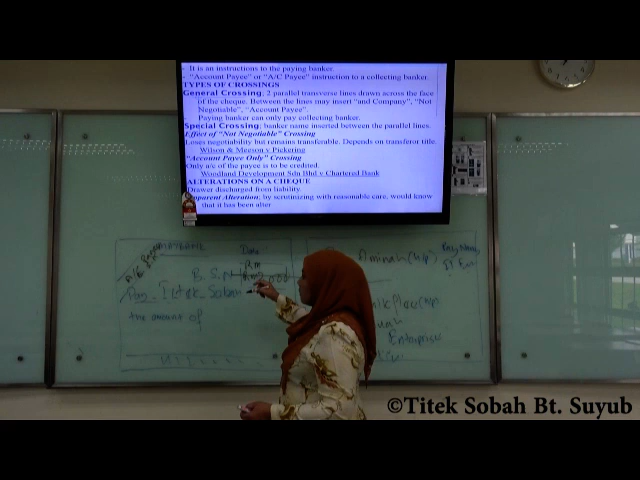 - It is an instructions to the paying banker.
- "Account Payee" or "A/C Payee" instruction to a collecting banker.
TYPES OF CROSSINGS
General Crossing; 2 parallel transverse lines drawn across the face
of the cheque. Between the lines may insert "and Company", "Not
Negotiable", "Account Payee".
- Paying banker can only pay collecting banker.
Special Crossing; banker name inserted between the parallel lines.
Effect of "Not Negotiable" Crossing
Loses negotiability but remains transferable. Depends on transferor title.
Wilson & Meeson v Pickering
"Account Payee Only" Crossing
Only a/c of the payee is to be credited.
Woodland Development Sdn Bhd v Chartered Bank
ALTERATIONS ON A CHEQUE
Drawer discharged from liability.
pparent Alteration; by scrutinizing with reasonable care, would know
that it has been alter
Date
A/C Payee
Pay Titek Sobah
the amount of
Aminah
Enterprise
©Titek Sobah Bt. Suyub